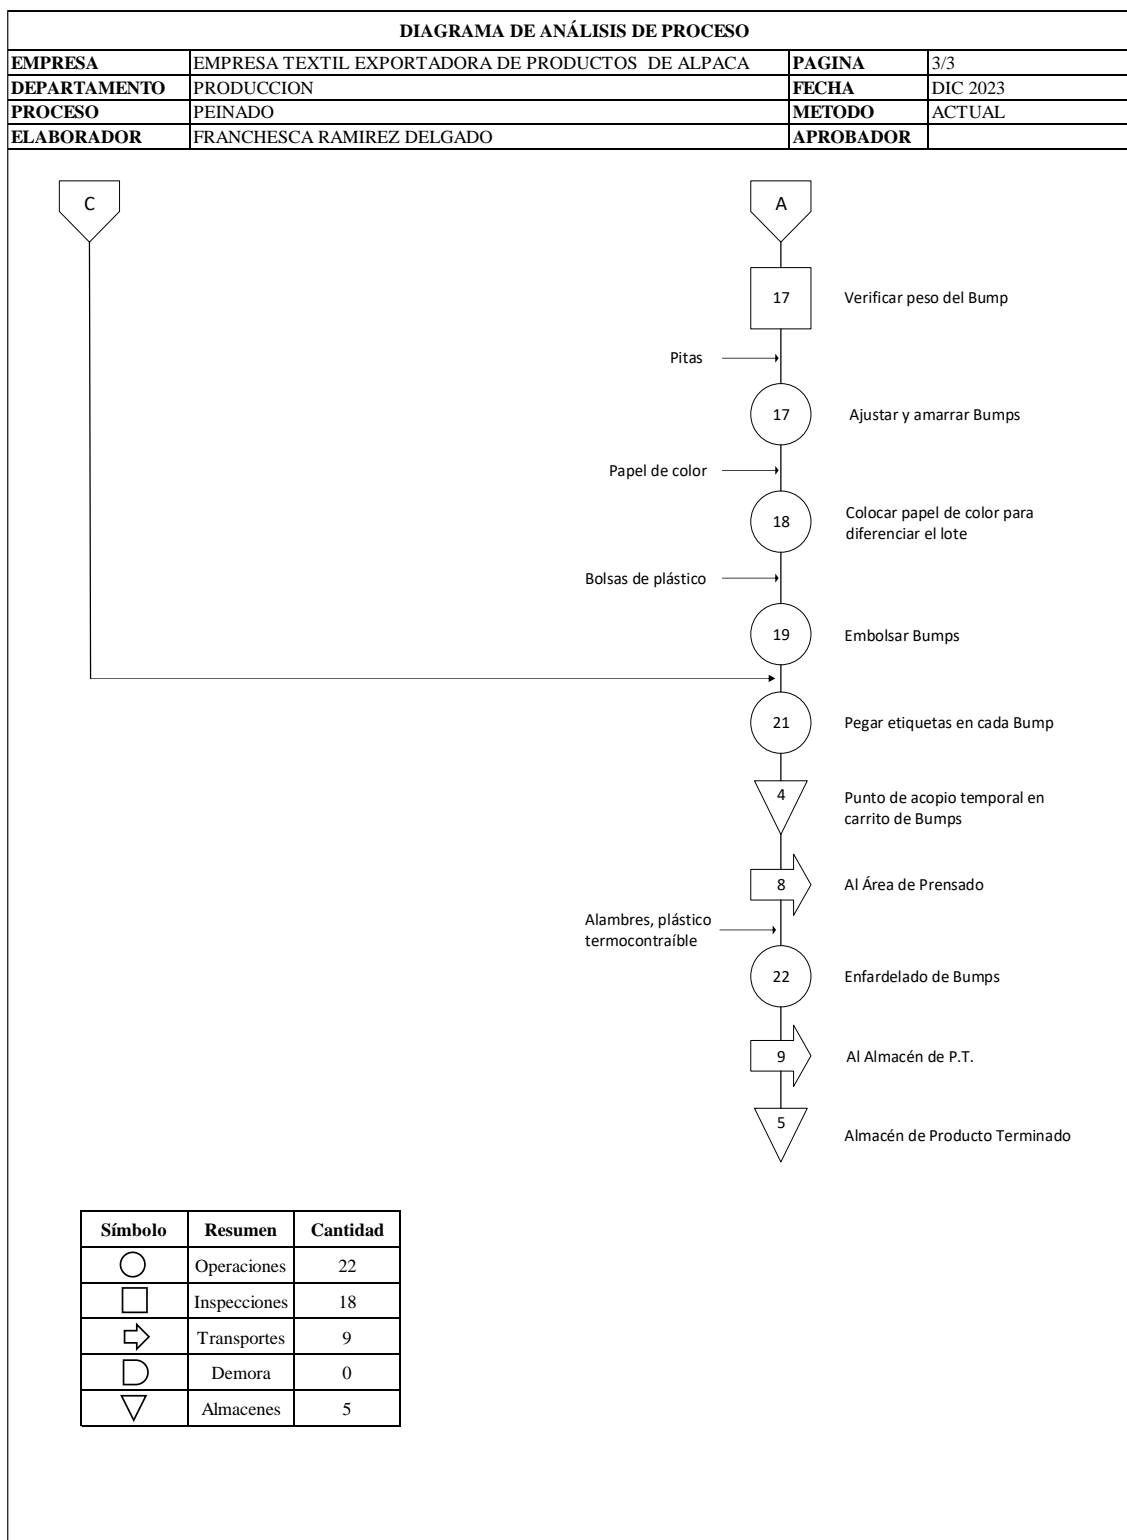 DIAGRAMA DE ANÁLISIS DE PROCESO
EMPRESA EMPRESA TEXTIL EXPORTADORA DE PRODUCTOS DE ALPACA PAGINA 3/3
DEPARTAMENTO PRODUCCION FECHA DIC 2023
PROCESO PEINADO METODO ACTUAL
ELABORADOR FRANCHESCA RAMIREZ DELGADO APROBADOR
C A
17 Verificar peso del Bump
Pitas
17 Ajustar y amarrar Bumps
Papel de color
18 Colocar papel de color para
diferenciar el lote
Bolsas de plástico
19 Embolsar Bumps
21 Pegar etiquetas en cada Bump
4 Punto de acopio temporal en
carrito de Bumps
8 Al Área de Prensado
Alambres, plástico
termocontraíble
22 Enfardelado de Bumps
9 Al Almacén de P.T.
5 Almacén de Producto Terminado
Símbolo Resumen Cantidad
Operaciones 22
Inspecciones 18
Transportes 9
Demora 0
Almacenes 5